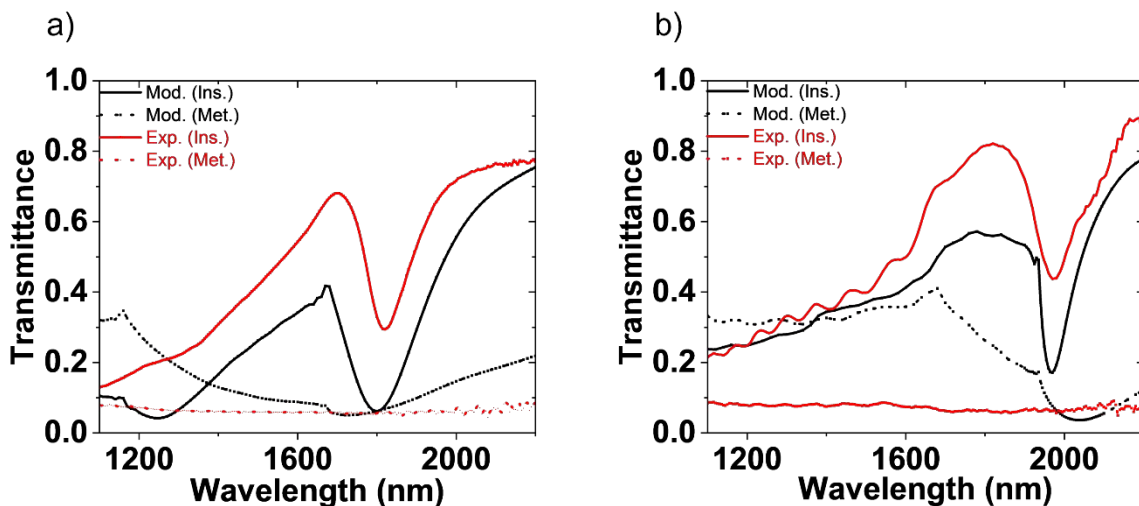 a)
1.0
0.8
0.6
0.4
0.2
0.0
Transmittance
Mod. (Ins.)
Mod. (Met.)
Exp. (Ins.)
Exp. (Met.)
1200 1600 2000
Wavelength (nm)
b)
1.0
0.8
0.6
0.4
0.2
0.0
Transmittance
Mod. (Ins.)
Mod. (Met.)
Exp. (Ins.)
Exp. (Met.)
1200 1600 2000
Wavelength (nm)